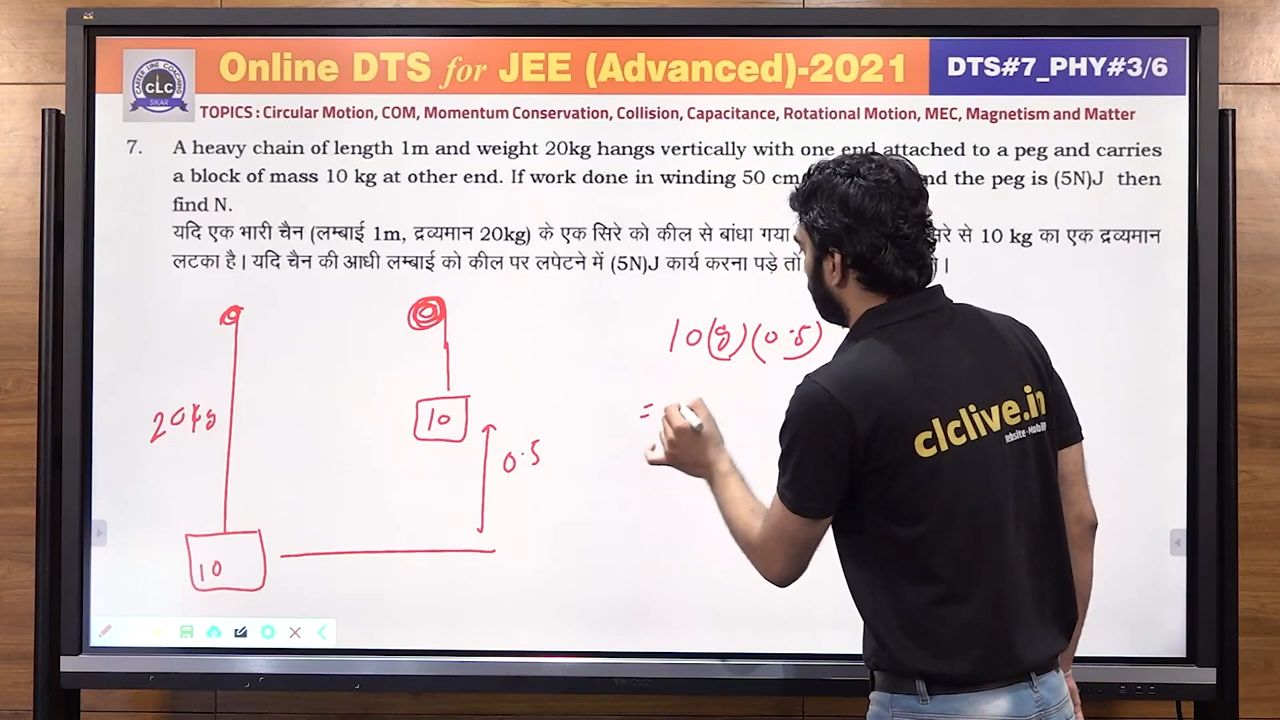 Online DTS for JEE (Advanced)-2021
DTS#7_PHY#3/6
CAREER LINE COACHING
CLC
SIKAR
TOPICS : Circular Motion, COM, Momentum Conservation, Collision, Capacitance, Rotational Motion, MEC, Magnetism and Matter
7. A heavy chain of length 1m and weight 20kg hangs vertically with one end attached to a peg and carries
a block of mass 10 kg at other end. If work done in winding 50 cm nd the peg is (5N)J then
find N.
यदि एक भारी चैन (लम्बाई 1m, द्रव्यमान 20kg) के एक सिरे को कील से बांधा गया रे से 10 kg का एक द्रव्यमान
लटका है। यदि चैन की आधी लम्बाई को कील पर लपेटने में (5N)J कार्य करना पड़े तो ।
10(g)(0.5)
20kg
10
0.5
=
10
clclive.in